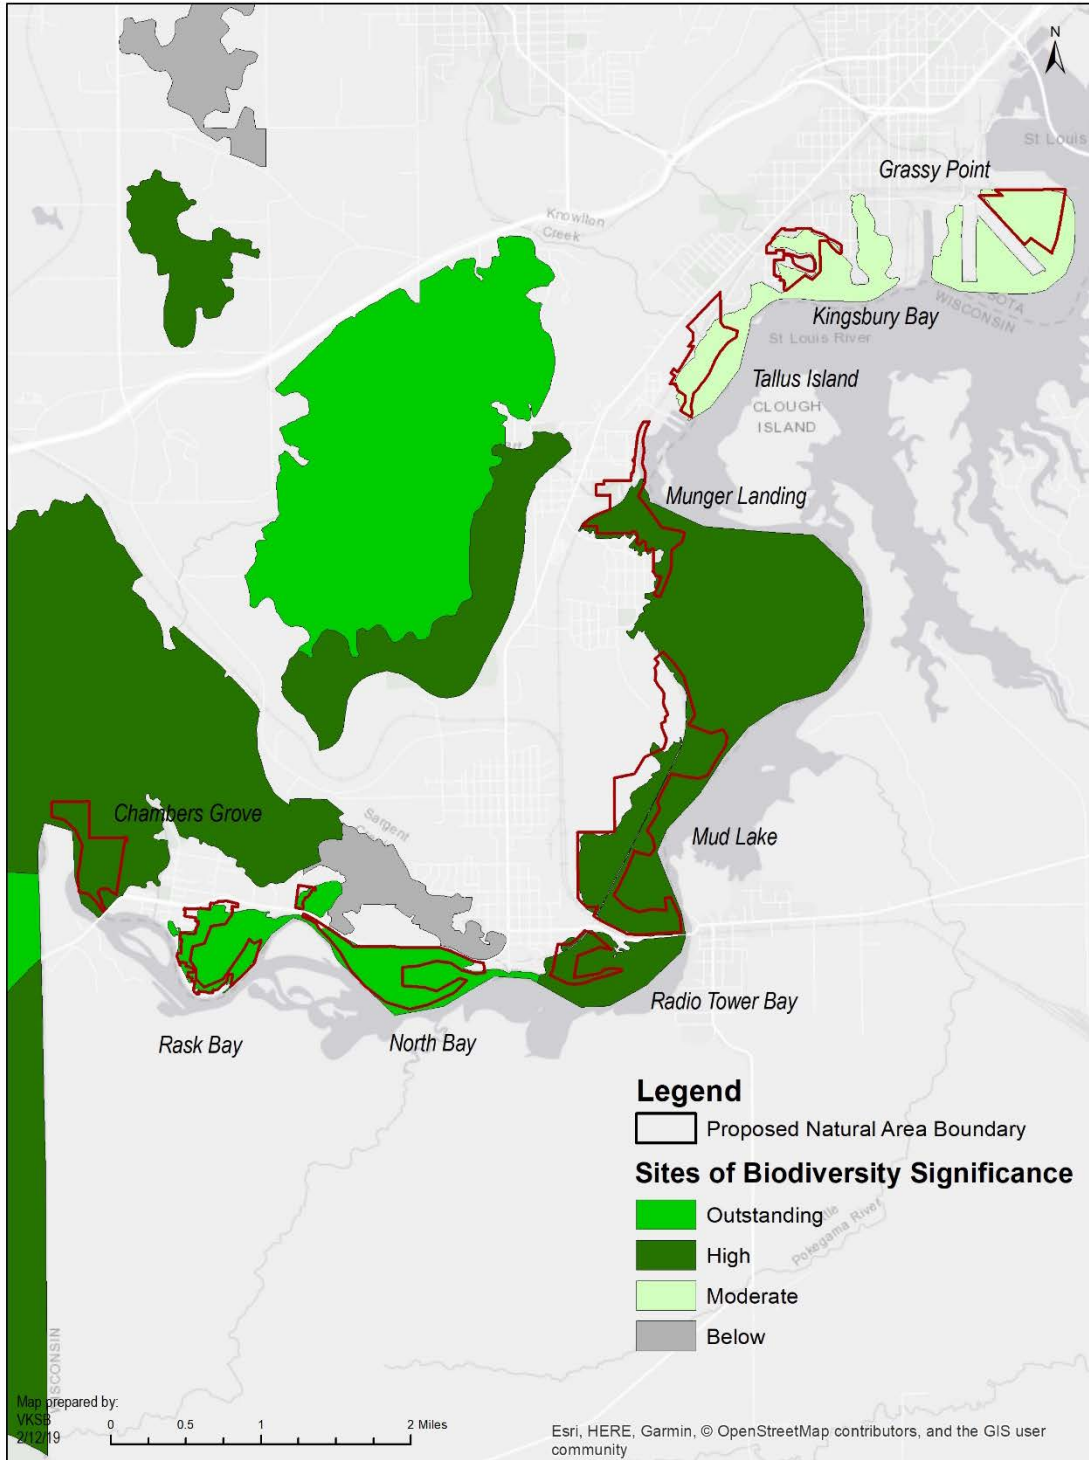 N
St Louis
Grassy Point
Knowlton
Creek
MINNESOTA
WISCONSIN
Kingsbury Bay
St Louis River
Tallus Island
CLOUGH
ISLAND
Munger Landing
Chambers Grove
Sargent
Mud Lake
Radio Tower Bay
Rask Bay
North Bay
Legend
Proposed Natural Area Boundary
Sites of Biodiversity Significance
Outstanding
High
Moderate
Below
Pokegama River
WISCONSIN
Map prepared by:
VKSB
2/12/19
0 0.5 1 2 Miles
Esri, HERE, Garmin, © OpenStreetMap contributors, and the GIS user
community